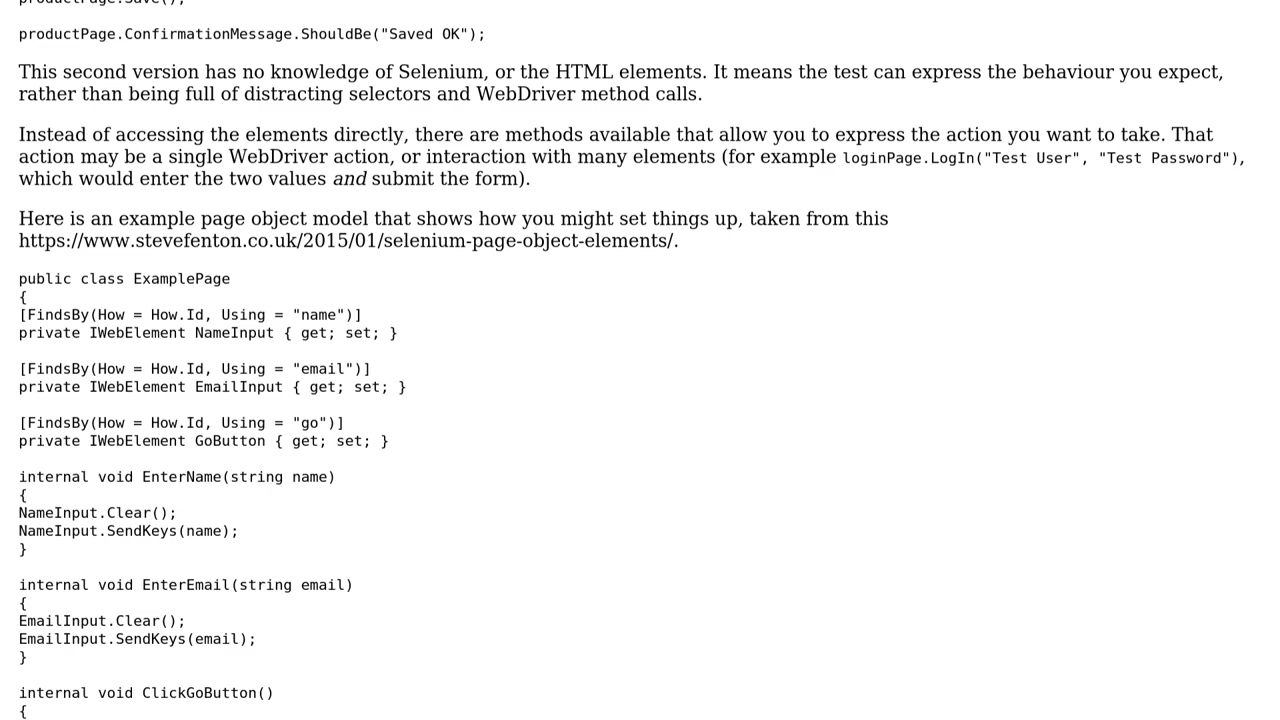 productPage.Save();
productPage.ConfirmationMessage.ShouldBe("Saved OK");
This second version has no knowledge of Selenium, or the HTML elements. It means the test can express the behaviour you expect,
rather than being full of distracting selectors and WebDriver method calls.
Instead of accessing the elements directly, there are methods available that allow you to express the action you want to take. That
action may be a single WebDriver action, or interaction with many elements (for example loginPage.LogIn("Test User", "Test Password"),
which would enter the two values and submit the form).
Here is an example page object model that shows how you might set things up, taken from this
https://www.stevefenton.co.uk/2015/01/selenium-page-object-elements/.
public class ExamplePage
{
[FindsBy(How = How.Id, Using = "name")]
private IWebElement NameInput { get; set; }
[FindsBy(How = How.Id, Using = "email")]
private IWebElement EmailInput { get; set; }
[FindsBy(How = How.Id, Using = "go")]
private IWebElement GoButton { get; set; }
internal void EnterName(string name)
{
NameInput.Clear();
NameInput.SendKeys(name);
}
internal void EnterEmail(string email)
{
EmailInput.Clear();
EmailInput.SendKeys(email);
}
internal void ClickGoButton()
{